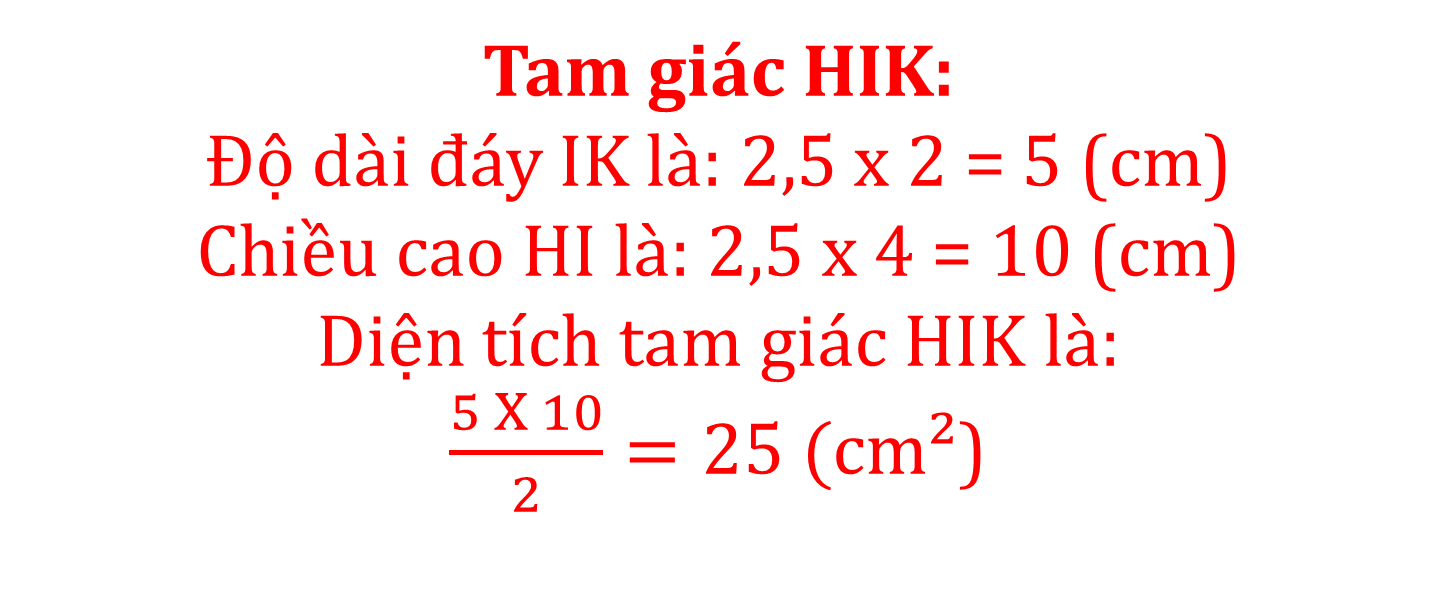 Tam giác HIK:
Độ dài đáy IK là: 2,5 x 2 = 5 (cm)
Chiều cao HI là: 2,5 x 4 = 10 (cm)
Diện tích tam giác HIK là:
5 X 10 / 2 = 25 (cm²)